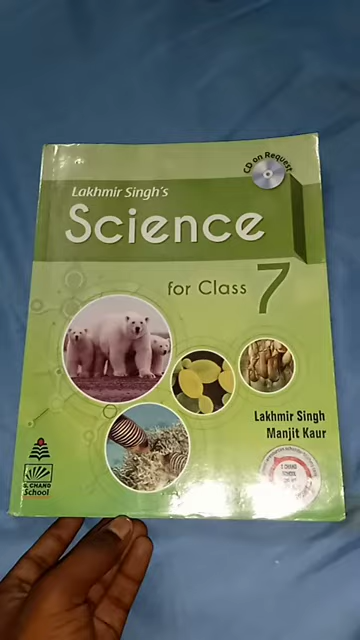 CD on Request
Lakhmir Singh's
Science
for Class 7
Lakhmir Singh
Manjit Kaur
S. CHAND
School